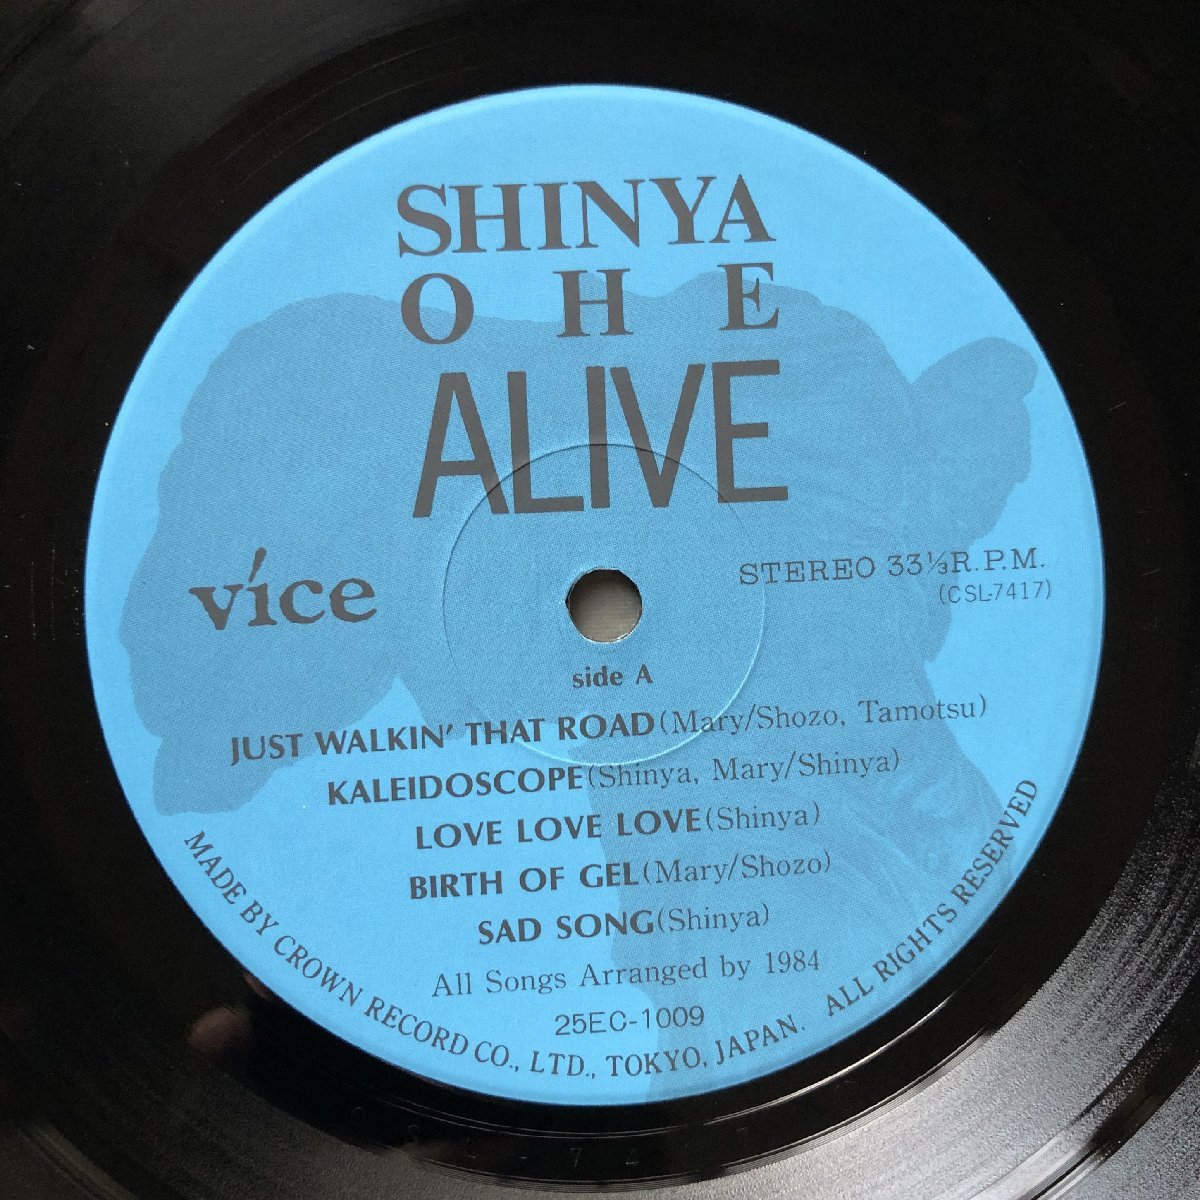 SHINYA
OHE
ALIVE
vice
STEREO 33⅓R.P.M.
(CSL-7417)
side A
JUST WALKIN' THAT ROAD(Mary/Shozo, Tamotsu)
KALEIDOSCOPE(Shinya, Mary/Shinya)
LOVE LOVE LOVE(Shinya)
BIRTH OF GEL(Mary/Shozo)
SAD SONG(Shinya)
All Songs Arranged by 1984
25EC-1009
MADE BY CROWN RECORD CO., LTD., TOKYO, JAPAN. ALL RIGHTS RESERVED